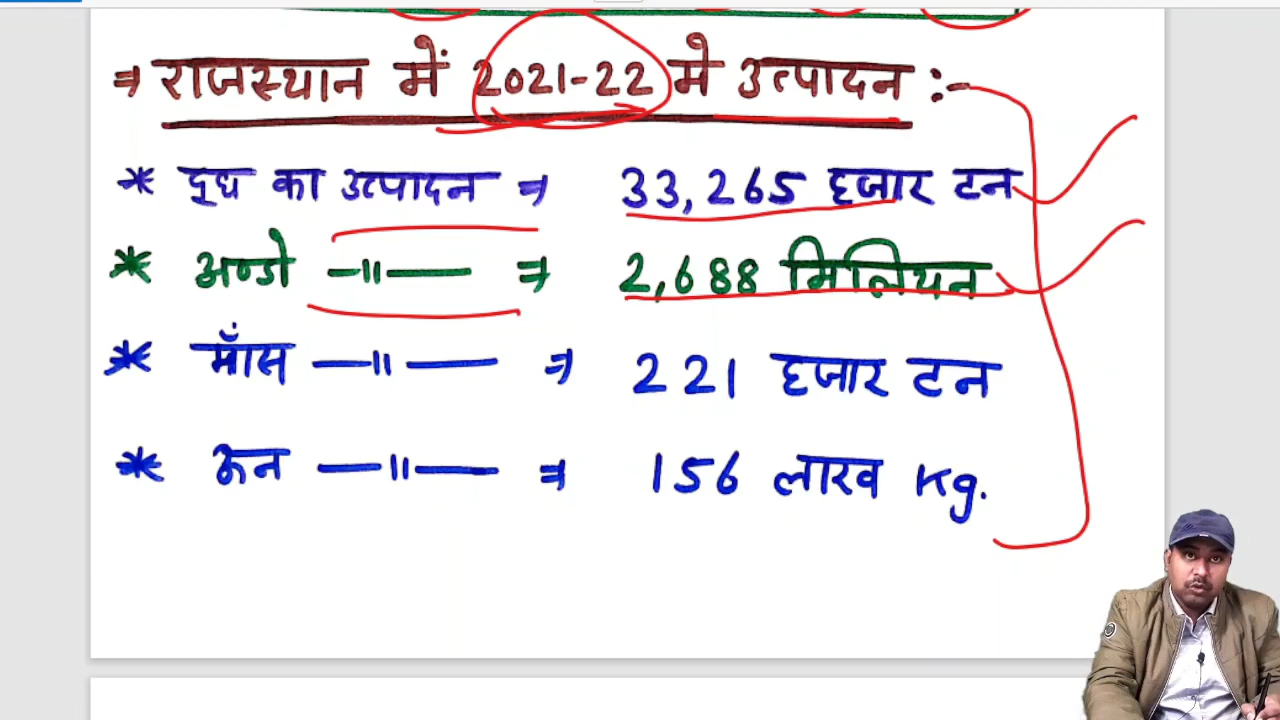 ⇒ राजस्थान में 2021-22 मे उत्पादन :-
* दूध का उत्पादन ⇒ 33,265 हजार टन
* अण्डो —॥— ⇒ 2,688 मिलियन
* माँस —॥— ⇒ 221 हजार टन
* ऊन —॥— ⇒ 156 लाख Kg.